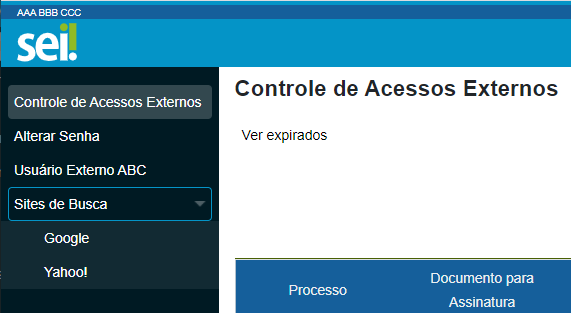 AAA BBB CCC
sei!
Controle de Acessos Externos
Alterar Senha
Usuário Externo ABC
Sites de Busca
Google
Yahoo!
Controle de Acessos Externos
Ver expirados
Processo
Documento para
Assinatura